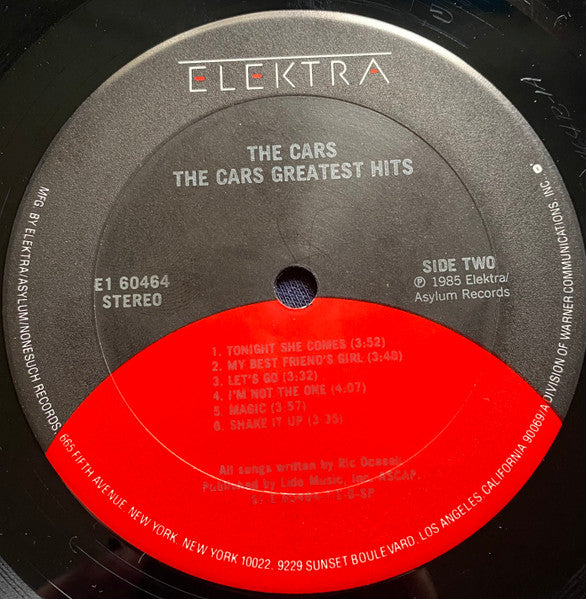 ELEKTRA
THE CARS
THE CARS GREATEST HITS
E1 60464
STEREO
SIDE TWO
Ⓟ 1985 Elektra/
Asylum Records
1. TONIGHT SHE COMES (3:52)
2. MY BEST FRIEND'S GIRL (3:40)
3. LET'S GO (3:32)
4. I'M NOT THE ONE (4:07)
5. MAGIC (3:57)
6. SHAKE IT UP (3:35)
All songs written by Ric Ocasek.
Published by Lido Music, Inc. ASCAP.
MFG. BY ELEKTRA/ASYLUM/NONESUCH RECORDS, 665 FIFTH AVENUE, NEW YORK, NEW YORK 10022. 9229 SUNSET BOULEVARD, LOS ANGELES, CALIFORNIA 90069/A DIVISION OF WARNER COMMUNICATIONS INC.